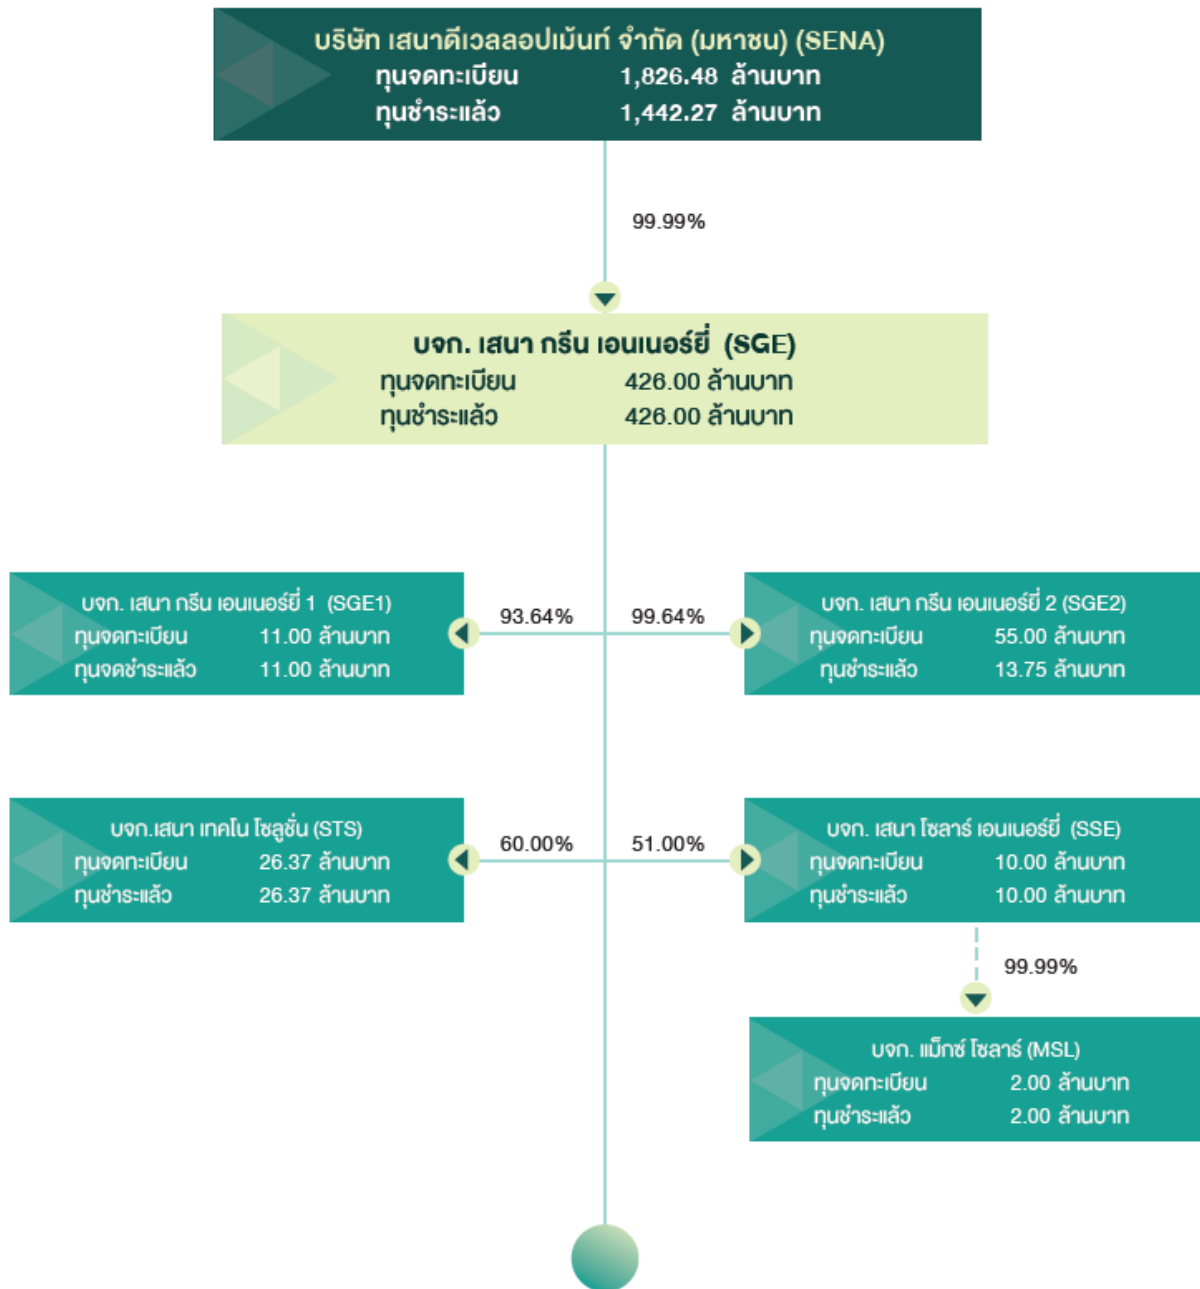 บริษัท เสนาดีเวลลอปเม้นท์ จำกัด (มหาชน) (SENA)
ทุนจดทะเบียน 1,826.48 ล้านบาท
ทุนชำระแล้ว 1,442.27 ล้านบาท
99.99%
บจก. เสนา กรีน เอนเนอร์ยี่ (SGE)
ทุนจดทะเบียน 426.00 ล้านบาท
ทุนชำระแล้ว 426.00 ล้านบาท
บจก. เสนา กรีน เอนเนอร์ยี่ 1 (SGE1)
ทุนจดทะเบียน 11.00 ล้านบาท
ทุนจดชำระแล้ว 11.00 ล้านบาท
93.64%
99.64%
บจก. เสนา กรีน เอนเนอร์ยี่ 2 (SGE2)
ทุนจดทะเบียน 55.00 ล้านบาท
ทุนชำระแล้ว 13.75 ล้านบาท
บจก.เสนา เทคโน โซลูชั่น (STS)
ทุนจดทะเบียน 26.37 ล้านบาท
ทุนชำระแล้ว 26.37 ล้านบาท
60.00%
51.00%
บจก. เสนา โซลาร์ เอนเนอร์ยี่ (SSE)
ทุนจดทะเบียน 10.00 ล้านบาท
ทุนชำระแล้ว 10.00 ล้านบาท
99.99%
บจก. แม็กซ์ โซลาร์ (MSL)
ทุนจดทะเบียน 2.00 ล้านบาท
ทุนชำระแล้ว 2.00 ล้านบาท